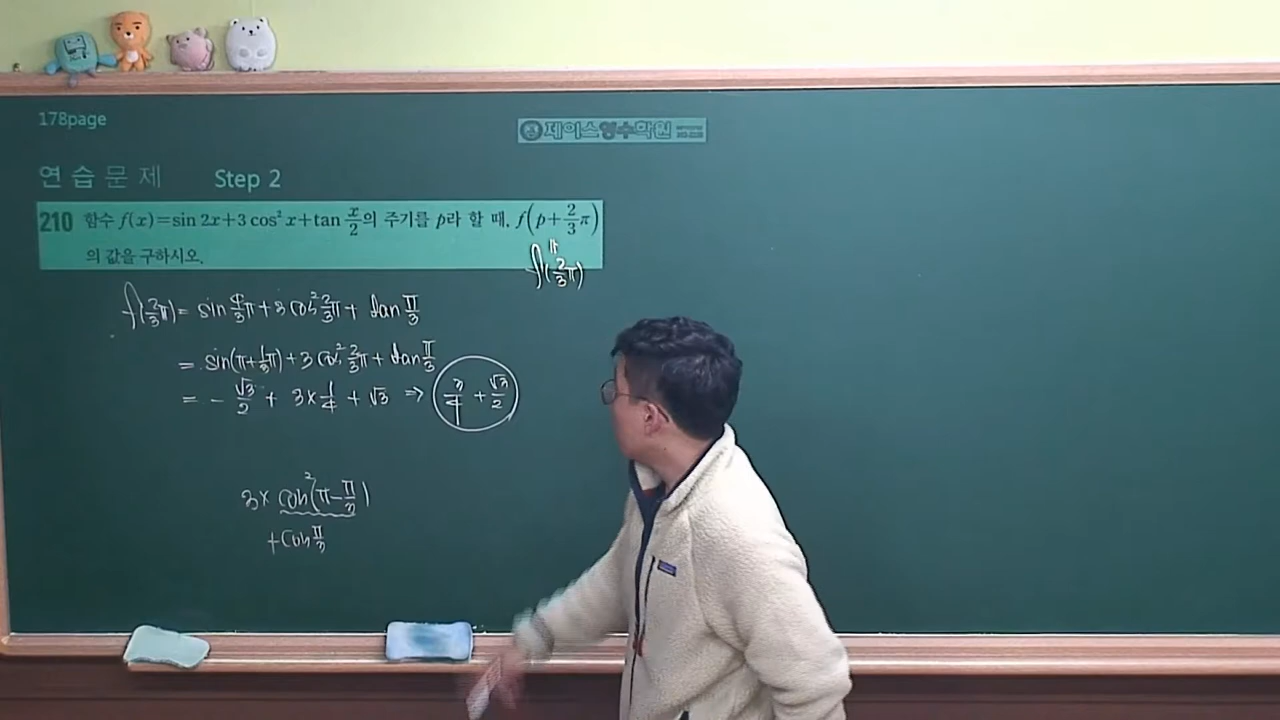 178page
제이스영수학원
연습문제 Step 2
210 함수 f(x)=sin 2x+3 cos² x+tan x/2의 주기를 p라 할 때, f(p+2/3π)
의 값을 구하시오.
f(2/3π)
f(2/3π)= sin 4/3π+3 cos² 2/3π+ tan π/3
= sin(π+1/3π)+3 cos² 2/3π+ tan π/3
= - √3/2 + 3×1/4 + √3 ⇒ 3/4 + √3/2
3× cos²(π-π/3)
+cos π/3